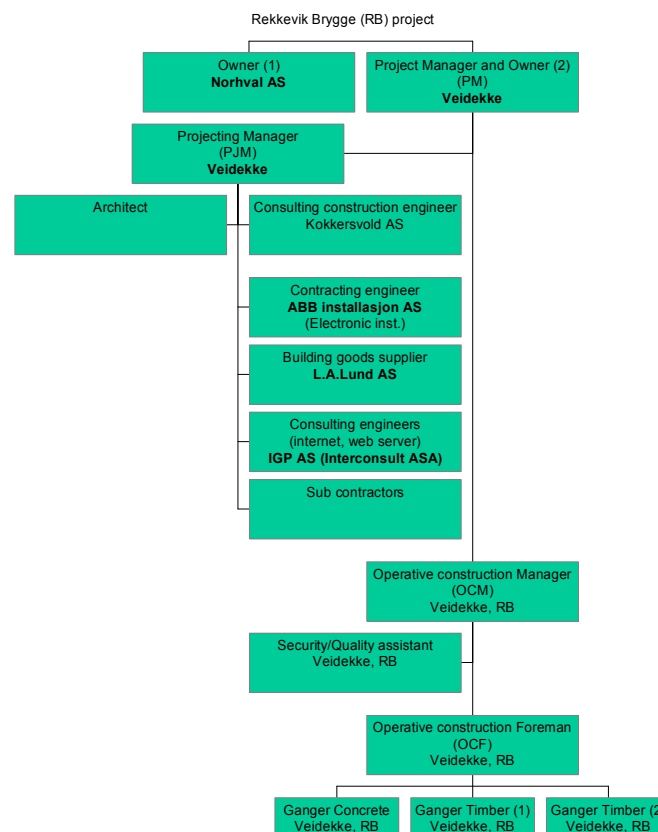 Rekkevik Brygge (RB) project
Owner (1)
Norhval AS
Project Manager and Owner (2)
(PM)
Veidekke
Projecting Manager
(PJM)
Veidekke
Architect
Consulting construction engineer
Kokkersvold AS
Contracting engineer
ABB installasjon AS
(Electronic inst.)
Building goods supplier
L.A.Lund AS
Consulting engineers
(internet, web server)
IGP AS (Interconsult ASA)
Sub contractors
Operative construction Manager
(OCM)
Veidekke, RB
Security/Quality assistant
Veidekke, RB
Operative construction Foreman
(OCF)
Veidekke, RB
Ganger Concrete
Veidekke, RB
Ganger Timber (1)
Veidekke, RB
Ganger Timber (2
Veidekke, RB